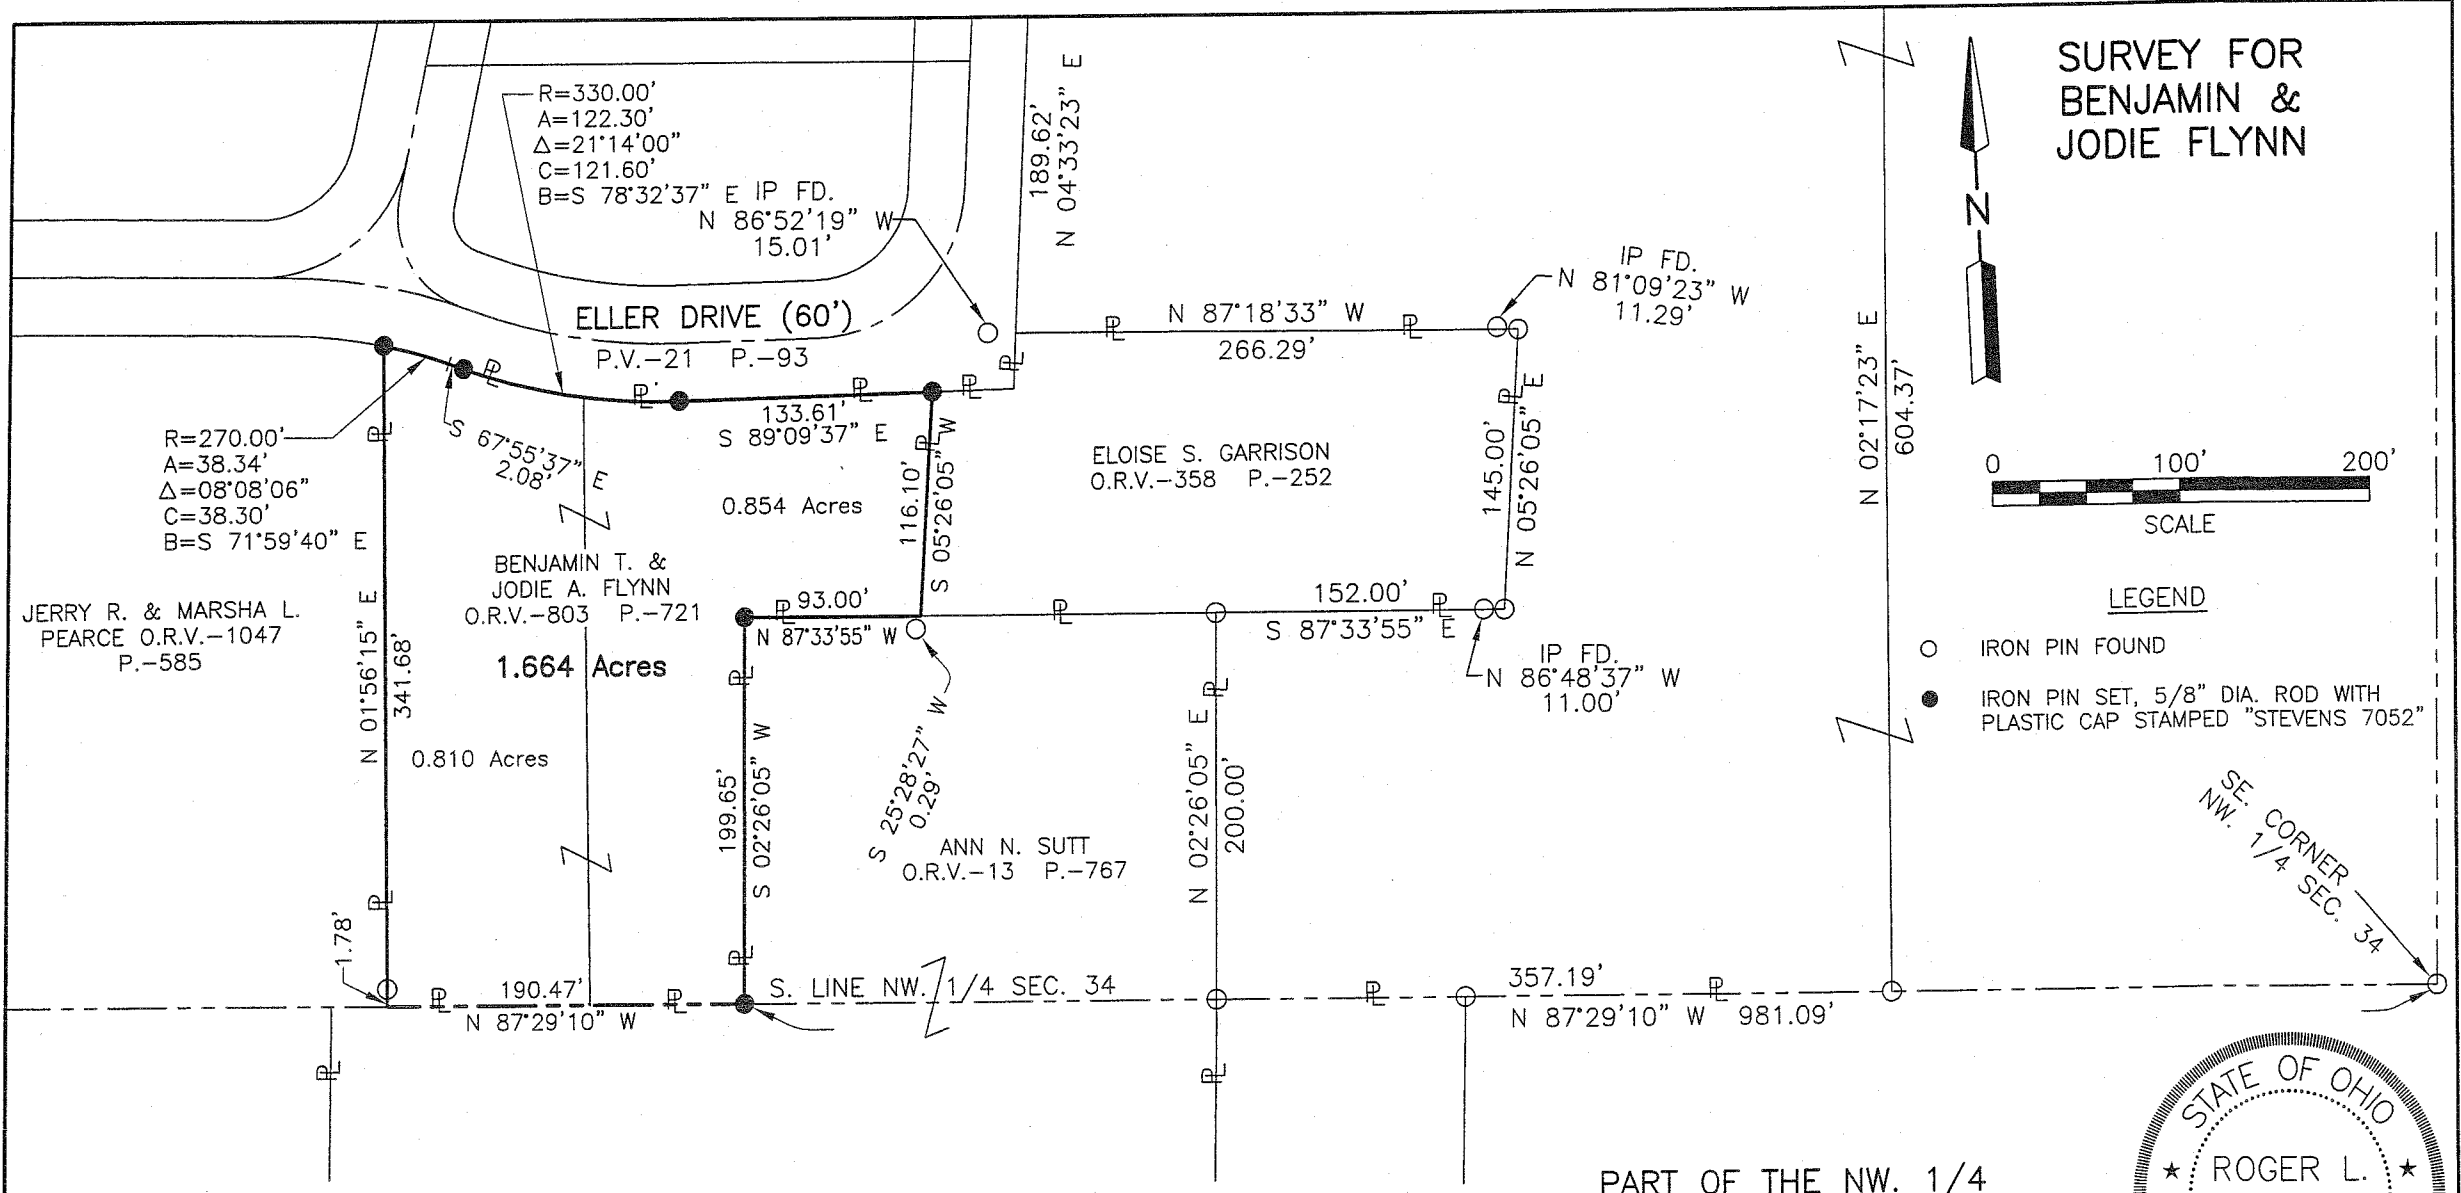 SURVEY FOR
BENJAMIN &
JODIE FLYNN
R=330.00'
A=122.30'
Δ=21°14'00"
C=121.60'
B=S 78°32'37" E
IP FD.
N 86°52'19" W
15.01'
189.62'
N 04°33'23" E
ELLER DRIVE (60')
P.V.-21 P.-93
N 87°18'33" W
266.29'
IP FD.
N 81°09'23" W
11.29'
N 02°17'23" E
604.37'
N
0 100' 200'
SCALE
R=270.00'
A=38.34'
Δ=08°08'06"
C=38.30'
B=S 71°59'40" E
S 67°55'37" E
2.08'
133.61'
S 89°09'37" E
0.854 Acres
116.10'
S 05°26'05" W
ELOISE S. GARRISON
O.R.V.-358 P.-252
145.00'
N 05°26'05" E
JERRY R. & MARSHA L.
PEARCE O.R.V.-1047
P.-585
N 01°56'15" E
341.68'
BENJAMIN T. &
JODIE A. FLYNN
O.R.V.-803 P.-721
1.664 Acres
0.810 Acres
93.00'
N 87°33'55" W
152.00'
S 87°33'55" E
IP FD.
N 86°48'37" W
11.00'
LEGEND
IRON PIN FOUND
IRON PIN SET, 5/8" DIA. ROD WITH
PLASTIC CAP STAMPED "STEVENS 7052"
199.65'
S 02°26'05" W
S 25°28'27" W
0.29'
ANN N. SUTT
O.R.V.-13 P.-767
N 02°26'05" E
200.00'
SE. CORNER
NW. 1/4 SEC. 34
1.78'
190.47'
N 87°29'10" W
S. LINE NW. 1/4 SEC. 34
357.19'
N 87°29'10" W 981.09'
PART OF THE NW. 1/4
STATE OF OHIO
★ ROGER L. ★